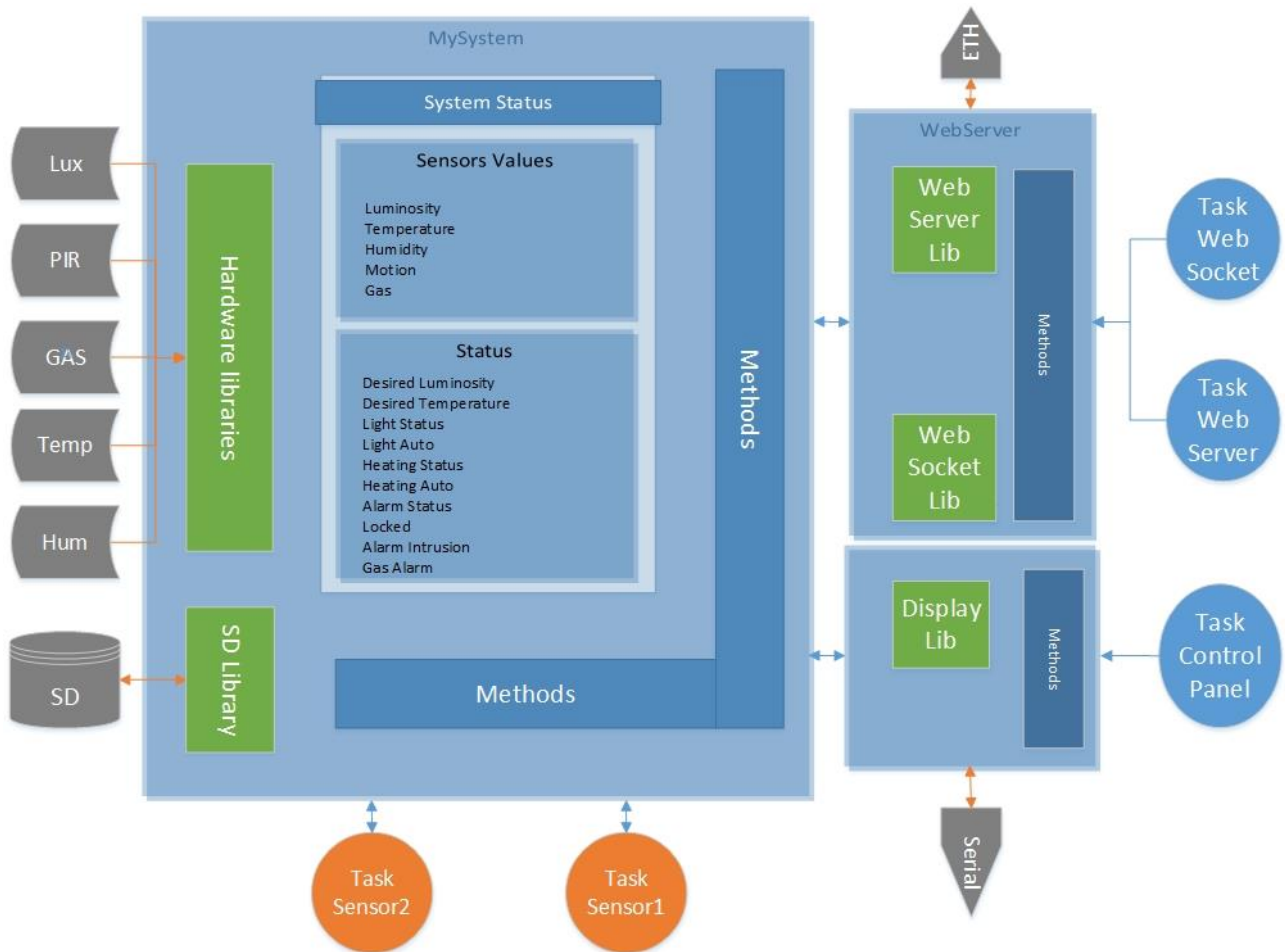 MySystem
System Status
Sensors Values
Luminosity
Temperature
Humidity
Motion
Gas
Status
Desired Luminosity
Desired Temperature
Light Status
Light Auto
Heating Status
Heating Auto
Alarm Status
Locked
Alarm Intrusion
Gas Alarm
Hardware libraries
SD Library
Methods
Methods
Lux
PIR
GAS
Temp
Hum
SD
ETH
WebServer
Web
Server
Lib
Methods
Web
Socket
Lib
Task
Web
Socket
Task
Web
Server
Display
Lib
Methods
Task
Control
Panel
Serial
Task
Sensor2
Task
Sensor1